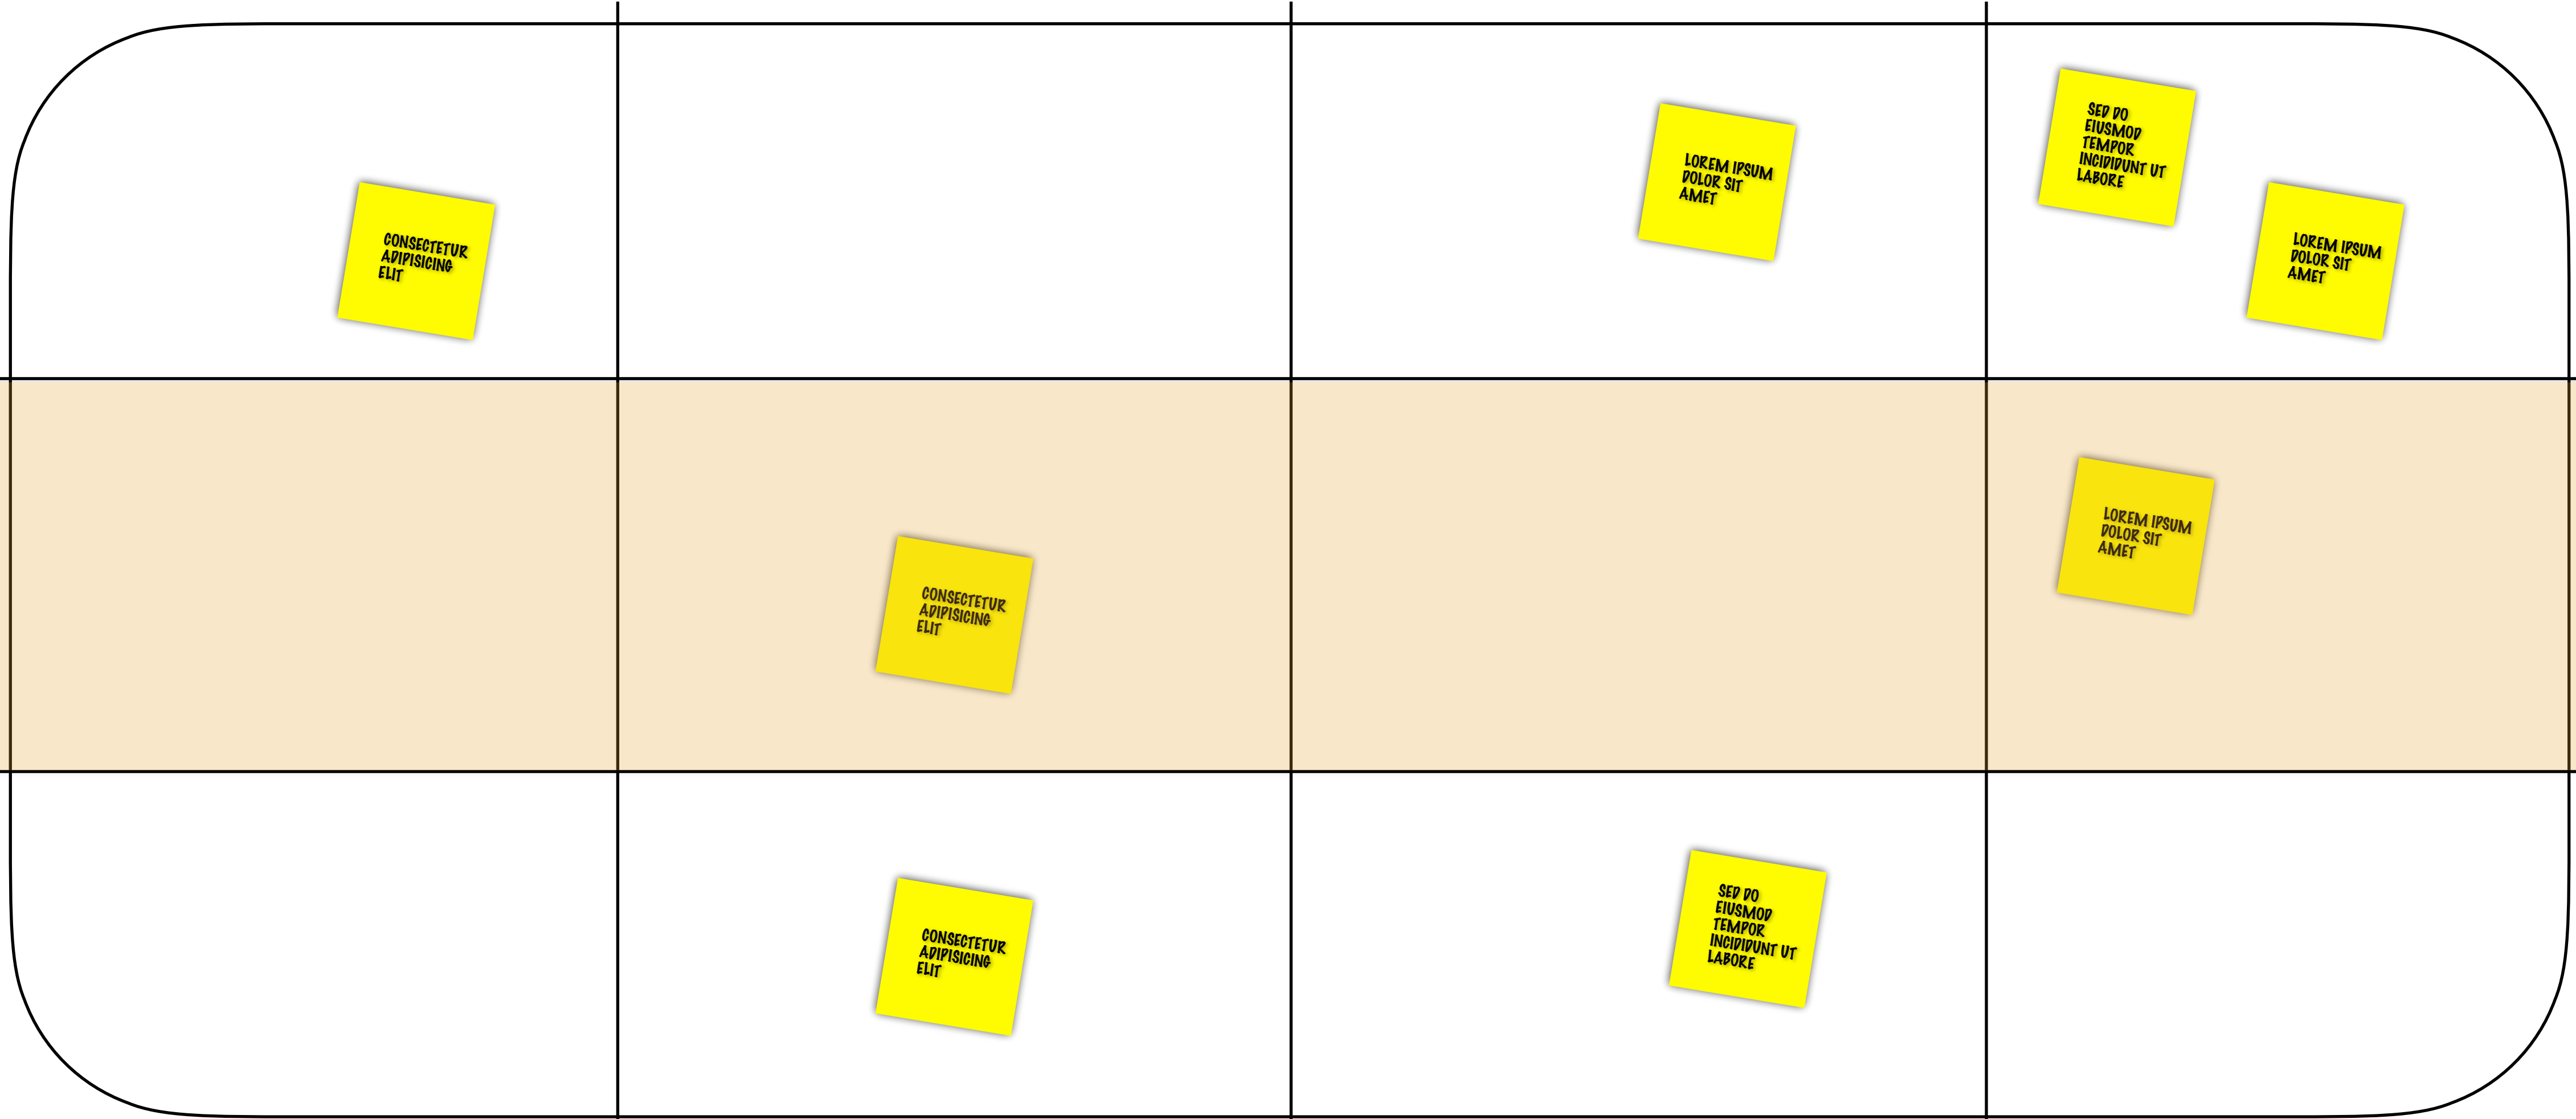 CONSECTETUR
ADIPISICING
ELIT
LOREM IPSUM
DOLOR SIT
AMET
SED DO
EIUSMOD
TEMPOR
INCIDIDUNT UT
LABORE
LOREM IPSUM
DOLOR SIT
AMET
CONSECTETUR
ADIPISICING
ELIT
LOREM IPSUM
DOLOR SIT
AMET
CONSECTETUR
ADIPISICING
ELIT
SED DO
EIUSMOD
TEMPOR
INCIDIDUNT UT
LABORE